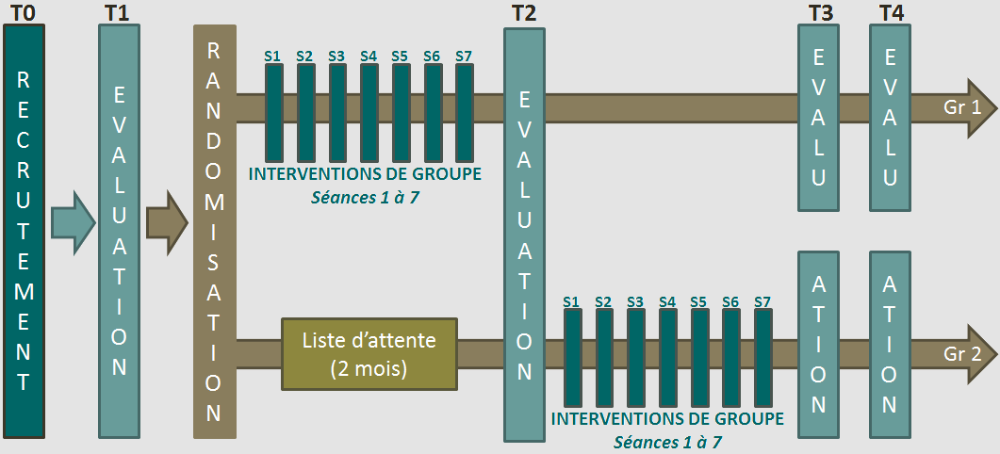 T0
T1
T2
T3
T4
RECRUTEMENT
EVALUATION
RANDOMISATION
S1 S2 S3 S4 S5 S6 S7
INTERVENTIONS DE GROUPE
Séances 1 à 7
EVALUATION
EVALU
EVALU
Gr 1
Liste d’attente
(2 mois)
S1 S2 S3 S4 S5 S6 S7
INTERVENTIONS DE GROUPE
Séances 1 à 7
ATION
ATION
Gr 2